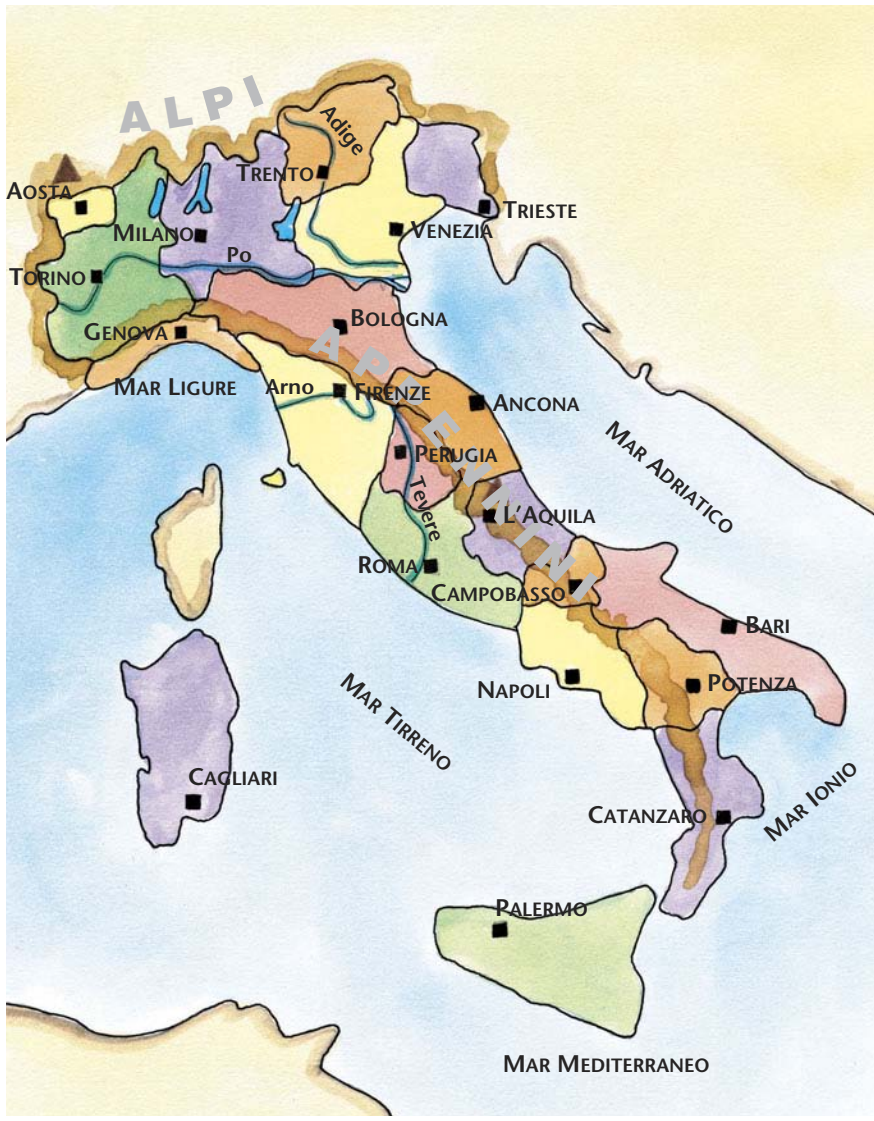 ALPI
Adige
TRENTO
AOSTA
TRIESTE
MILANO
VENEZIA
Po
TORINO
BOLOGNA
GENOVA
APPENNINI
MAR LIGURE
Arno
FIRENZE
ANCONA
PERUGIA
MAR ADRIATICO
Tevere
L'AQUILA
ROMA
CAMPOBASSO
BARI
NAPOLI
POTENZA
MAR TIRRENO
CAGLIARI
CATANZARO
MAR IONIO
PALERMO
MAR MEDITERRANEO